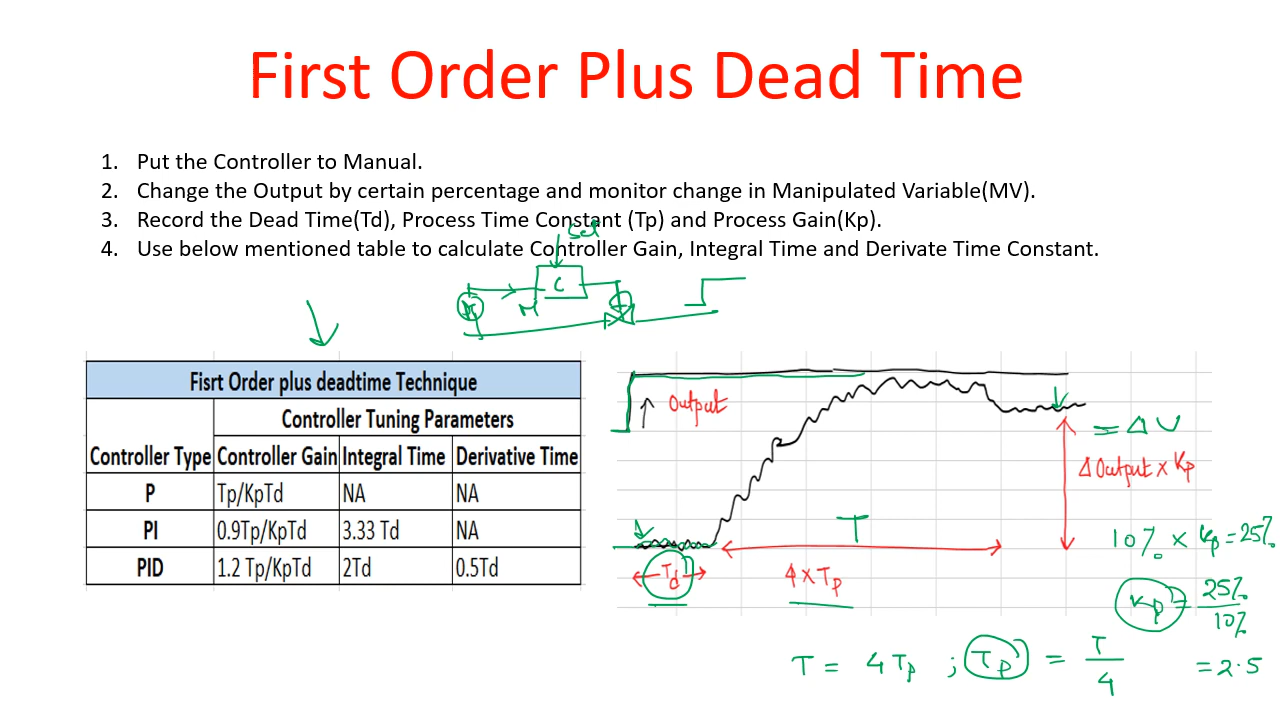 First Order Plus Dead Time
1. Put the Controller to Manual.
2. Change the Output by certain percentage and monitor change in Manipulated Variable(MV).
3. Record the Dead Time(Td), Process Time Constant (Tp) and Process Gain(Kp).
4. Use below mentioned table to calculate Controller Gain, Integral Time and Derivate Time Constant.
Set
C
M
Fisrt Order plus deadtime Technique
Controller Tuning Parameters
Controller Type Controller Gain Integral Time Derivative Time
P Tp/KpTd NA NA
PI 0.9Tp/KpTd 3.33 Td NA
PID 1.2 Tp/KpTd 2Td 0.5Td
Output
= ΔV
Δ Output x Kp
T
10% x Kp = 25%
Td
4 x Tp
Kp = 25% / 10%
= 2.5
T = 4 Tp ; Tp = T / 4